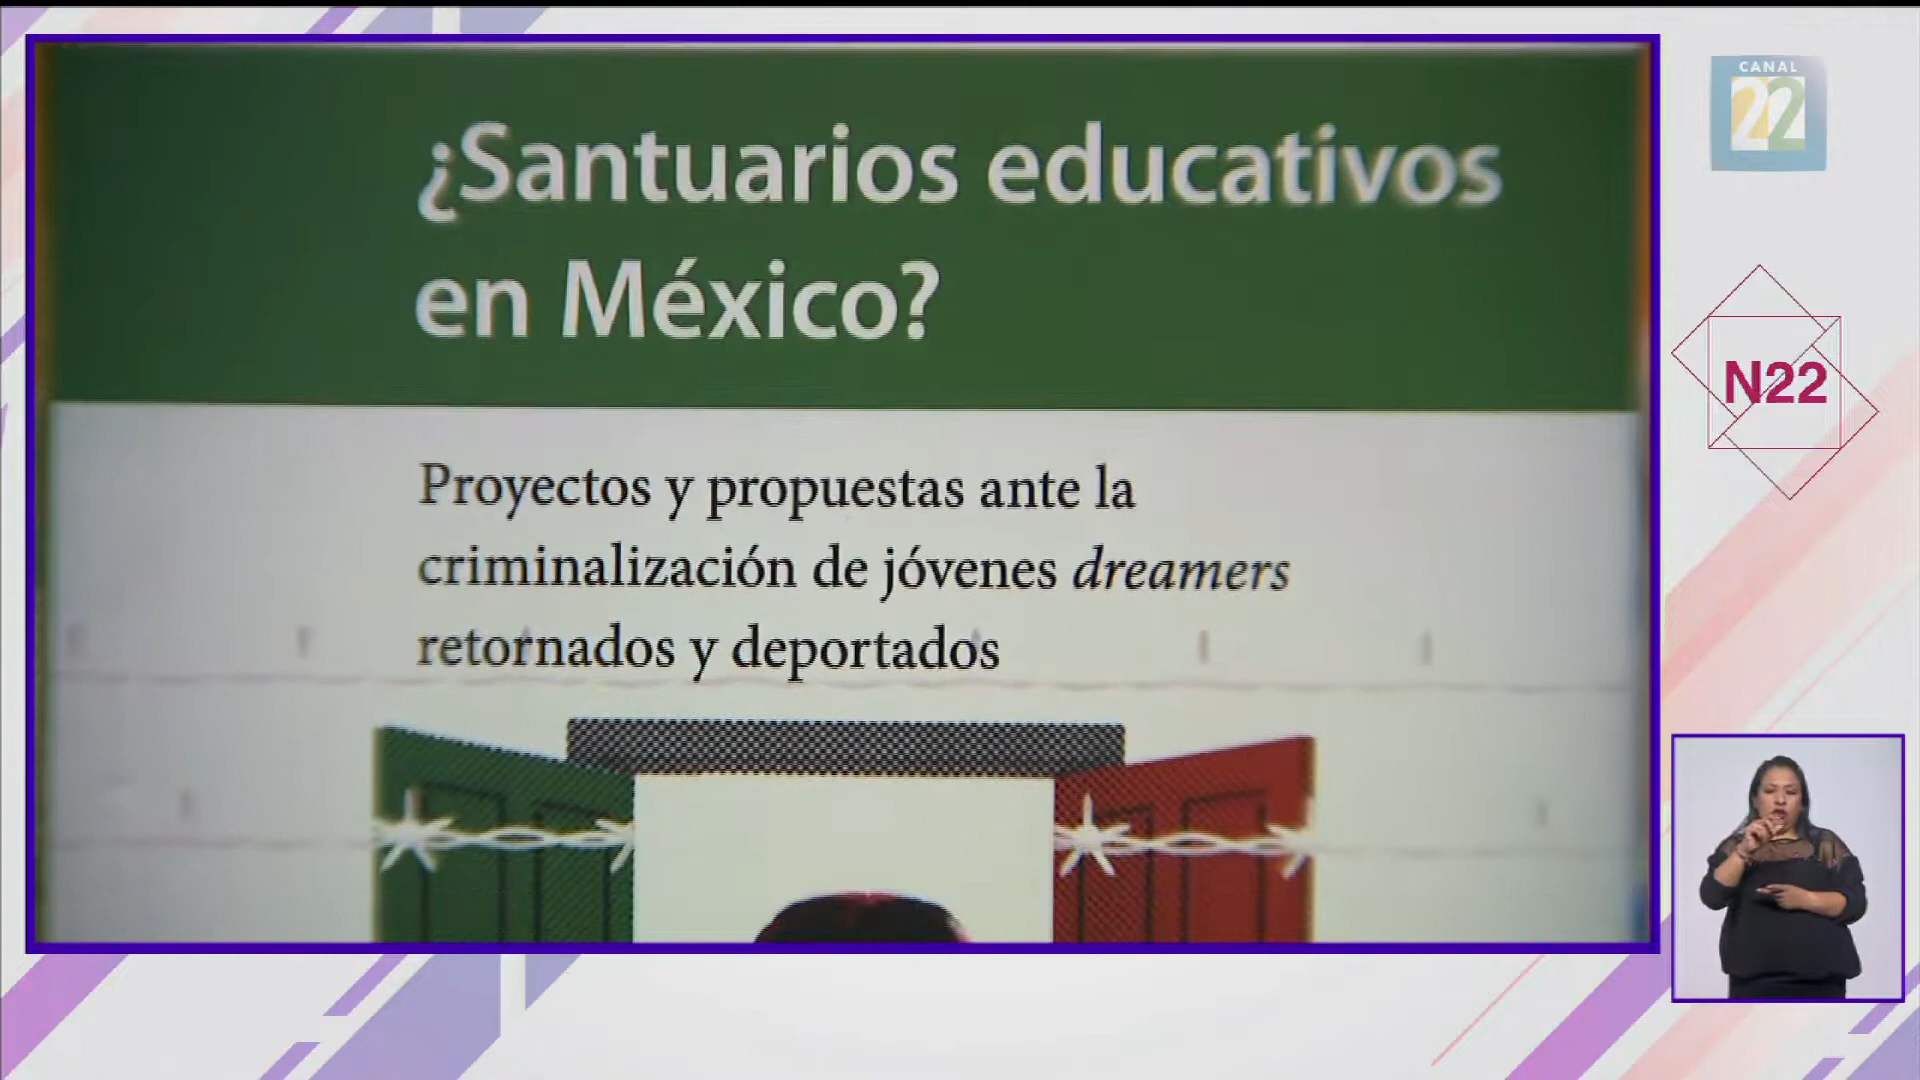 ¿Santuarios educativos
en México?
Proyectos y propuestas ante la
criminalización de jóvenes dreamers
retornados y deportados
CANAL
22
N22